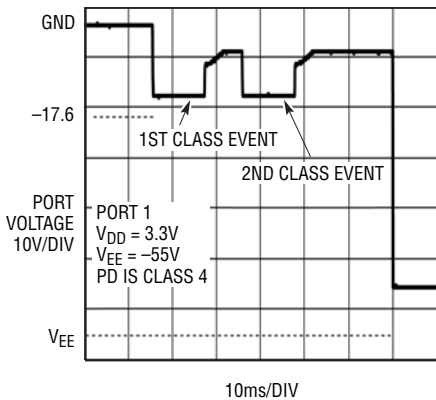 GND
–17.6
1ST CLASS EVENT
2ND CLASS EVENT
PORT
VOLTAGE
10V/DIV
PORT 1
VDD = 3.3V
VEE = –55V
PD IS CLASS 4
VEE
10ms/DIV